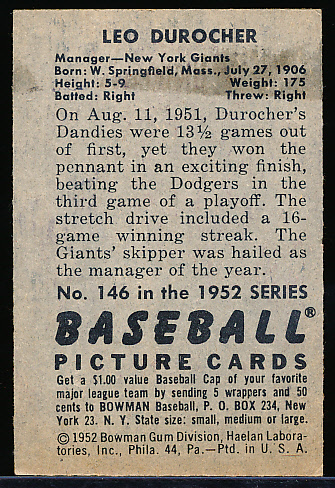 LEO DUROCHER
Manager—New York Giants
Born: W. Springfield, Mass., July 27, 1906
Height: 5-9 Weight: 175
Batted: Right Threw: Right
On Aug. 11, 1951, Durocher's
Dandies were 13½ games out
of first, yet they won the
pennant in an exciting finish,
beating the Dodgers in the
third game of a playoff. The
stretch drive included a 16-
game winning streak. The
Giants' skipper was hailed as
the manager of the year.
No. 146 in the 1952 SERIES
BASEBALL®
PICTURE CARDS
Get a $1.00 value Baseball Cap of your favorite
major league team by sending 5 wrappers and 50
cents to BOWMAN Baseball, P. O. BOX 234, New
York 23. N. Y. State size: small, medium or large.
©1952 Bowman Gum Division, Haelan Labora-
tories, Inc., Phila. 44, Pa.—Ptd. in U. S. A.